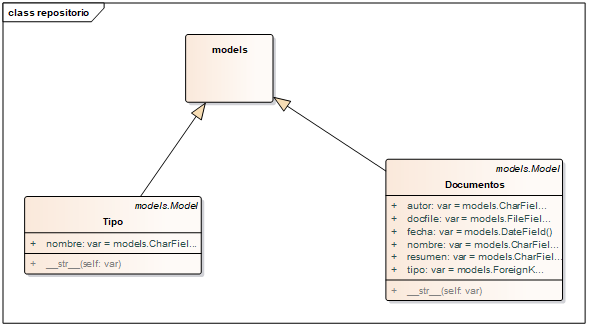 class repositorio
models
models.Model
Tipo
+ nombre: var = models.CharFiel...
+ __str__(self: var)
models.Model
Documentos
+ autor: var = models.CharFiel...
+ docfile: var = models.FileFiel...
+ fecha: var = models.DateField()
+ nombre: var = models.CharFiel...
+ resumen: var = models.CharFiel...
+ tipo: var = models.ForeignK...
+ __str__(self: var)